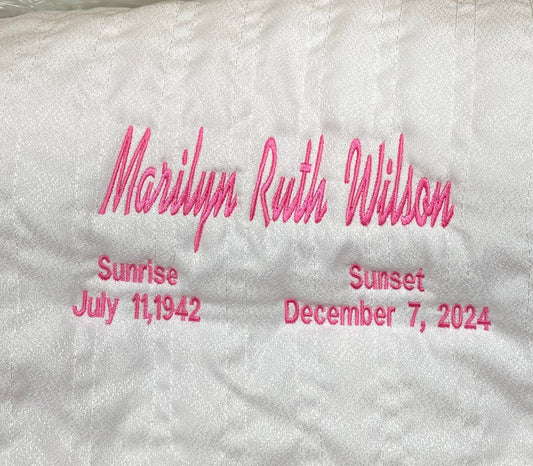 Marilyn Ruth Wilson
Sunrise Sunset
July 11,1942 December 7, 2024